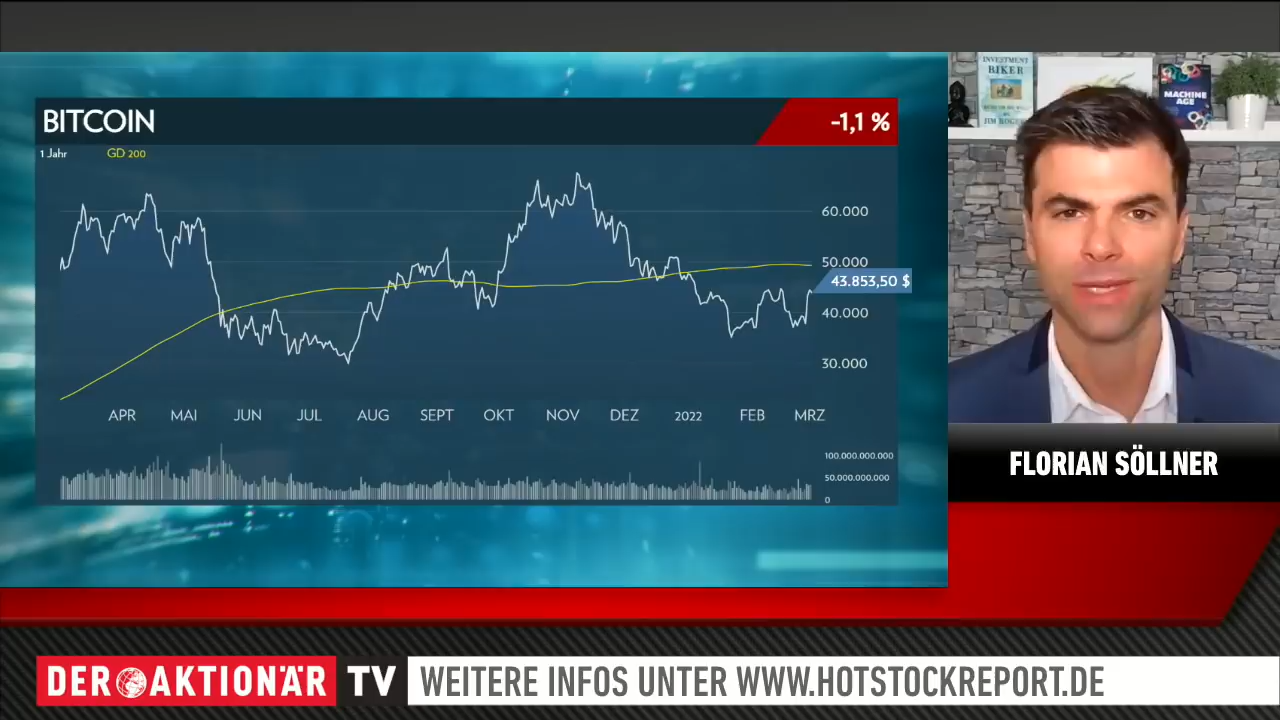 BITCOIN
-1,1 %
1 Jahr
GD 200
60.000
50.000
43.853,50 $
40.000
30.000
APR MAI JUN JUL AUG SEPT OKT NOV DEZ 2022 FEB MRZ
100.000.000.000
50.000.000.000
0
INVESTMENT
BIKER
JIM ROGERS
MACHINE
AGE
FLORIAN SÖLLNER
DER AKTIONÄR TV
WEITERE INFOS UNTER WWW.HOTSTOCKREPORT.DE